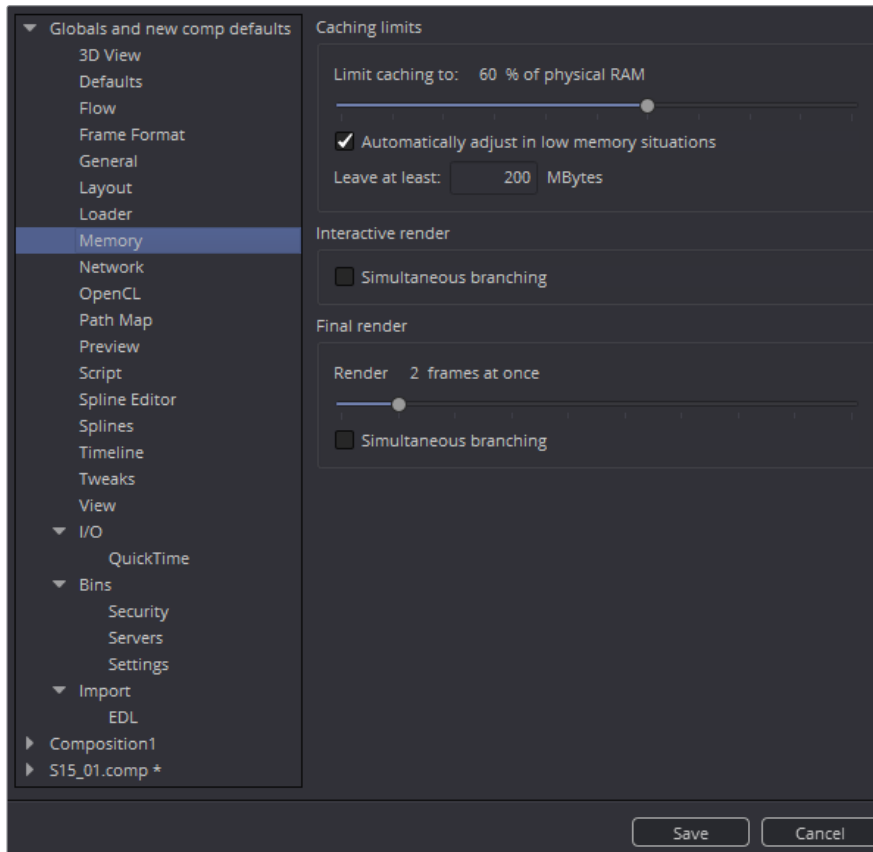 Globals and new comp defaults
3D View
Defaults
Flow
Frame Format
General
Layout
Loader
Memory
Network
OpenCL
Path Map
Preview
Script
Spline Editor
Splines
Timeline
Tweaks
View
I/O
QuickTime
Bins
Security
Servers
Settings
Import
EDL
Composition1
S15_01.comp *
Caching limits
Limit caching to: 60 % of physical RAM
Automatically adjust in low memory situations
Leave at least: 200 MBytes
Interactive render
Simultaneous branching
Final render
Render 2 frames at once
Simultaneous branching
Save Cancel